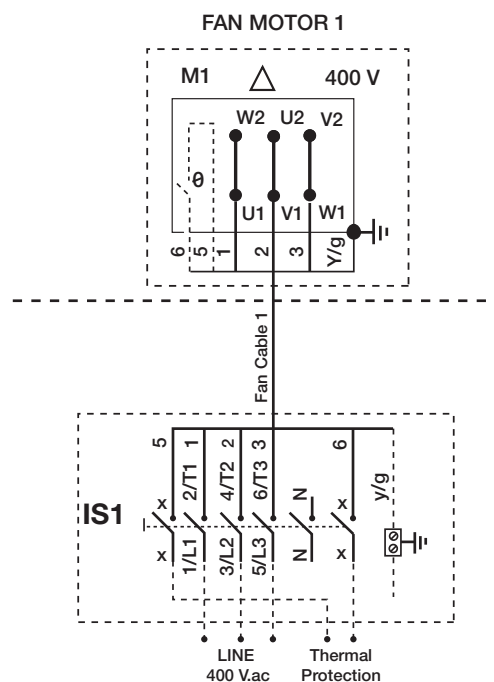 FAN MOTOR 1
M1 △ 400 V
W2 U2 V2
θ
U1 V1 W1
6 5 1 2 3 Y/g
Fan Cable 1
5 1 2 3 6
2/T1 4/T2 6/T3 y/g
x N x
IS1
x 1/L1 3/L2 5/L3 N x
LINE
400 V.ac
Thermal
Protection